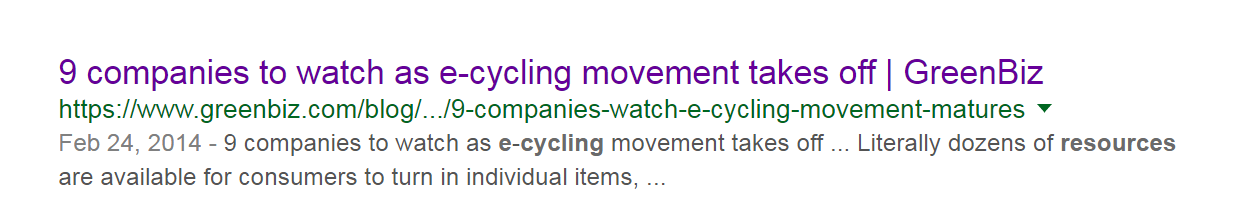 9 companies to watch as e-cycling movement takes off | GreenBiz
https://www.greenbiz.com/blog/.../9-companies-watch-e-cycling-movement-matures
Feb 24, 2014 - 9 companies to watch as e-cycling movement takes off ... Literally dozens of resources
are available for consumers to turn in individual items, ...